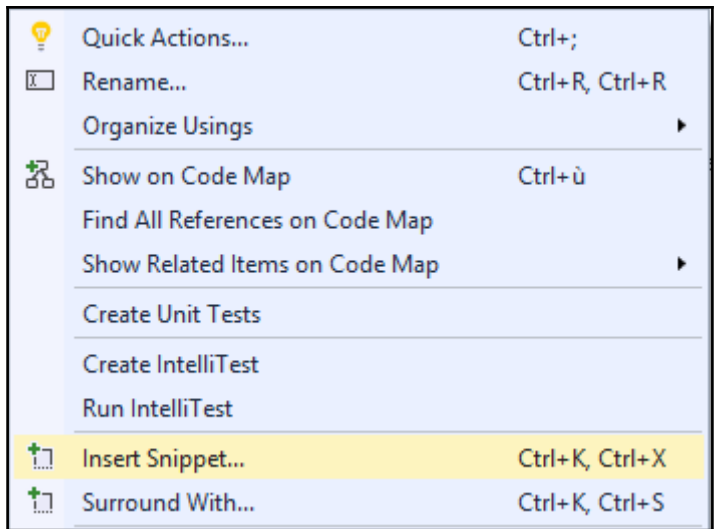 Quick Actions... Ctrl+;
Rename... Ctrl+R, Ctrl+R
Organize Usings
Show on Code Map Ctrl+ù
Find All References on Code Map
Show Related Items on Code Map
Create Unit Tests
Create IntelliTest
Run IntelliTest
Insert Snippet... Ctrl+K, Ctrl+X
Surround With... Ctrl+K, Ctrl+S